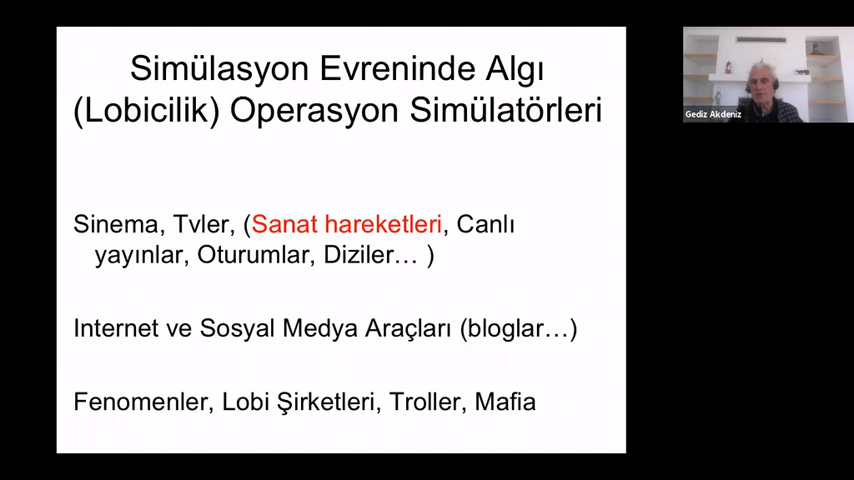 Simülasyon Evreninde Algı
(Lobicilik) Operasyon Simülatörleri
Sinema, Tvler, (Sanat hareketleri, Canlı
yayınlar, Oturumlar, Diziler… )
Internet ve Sosyal Medya Araçları (bloglar…)
Fenomenler, Lobi Şirketleri, Troller, Mafia
Gediz Akdeniz